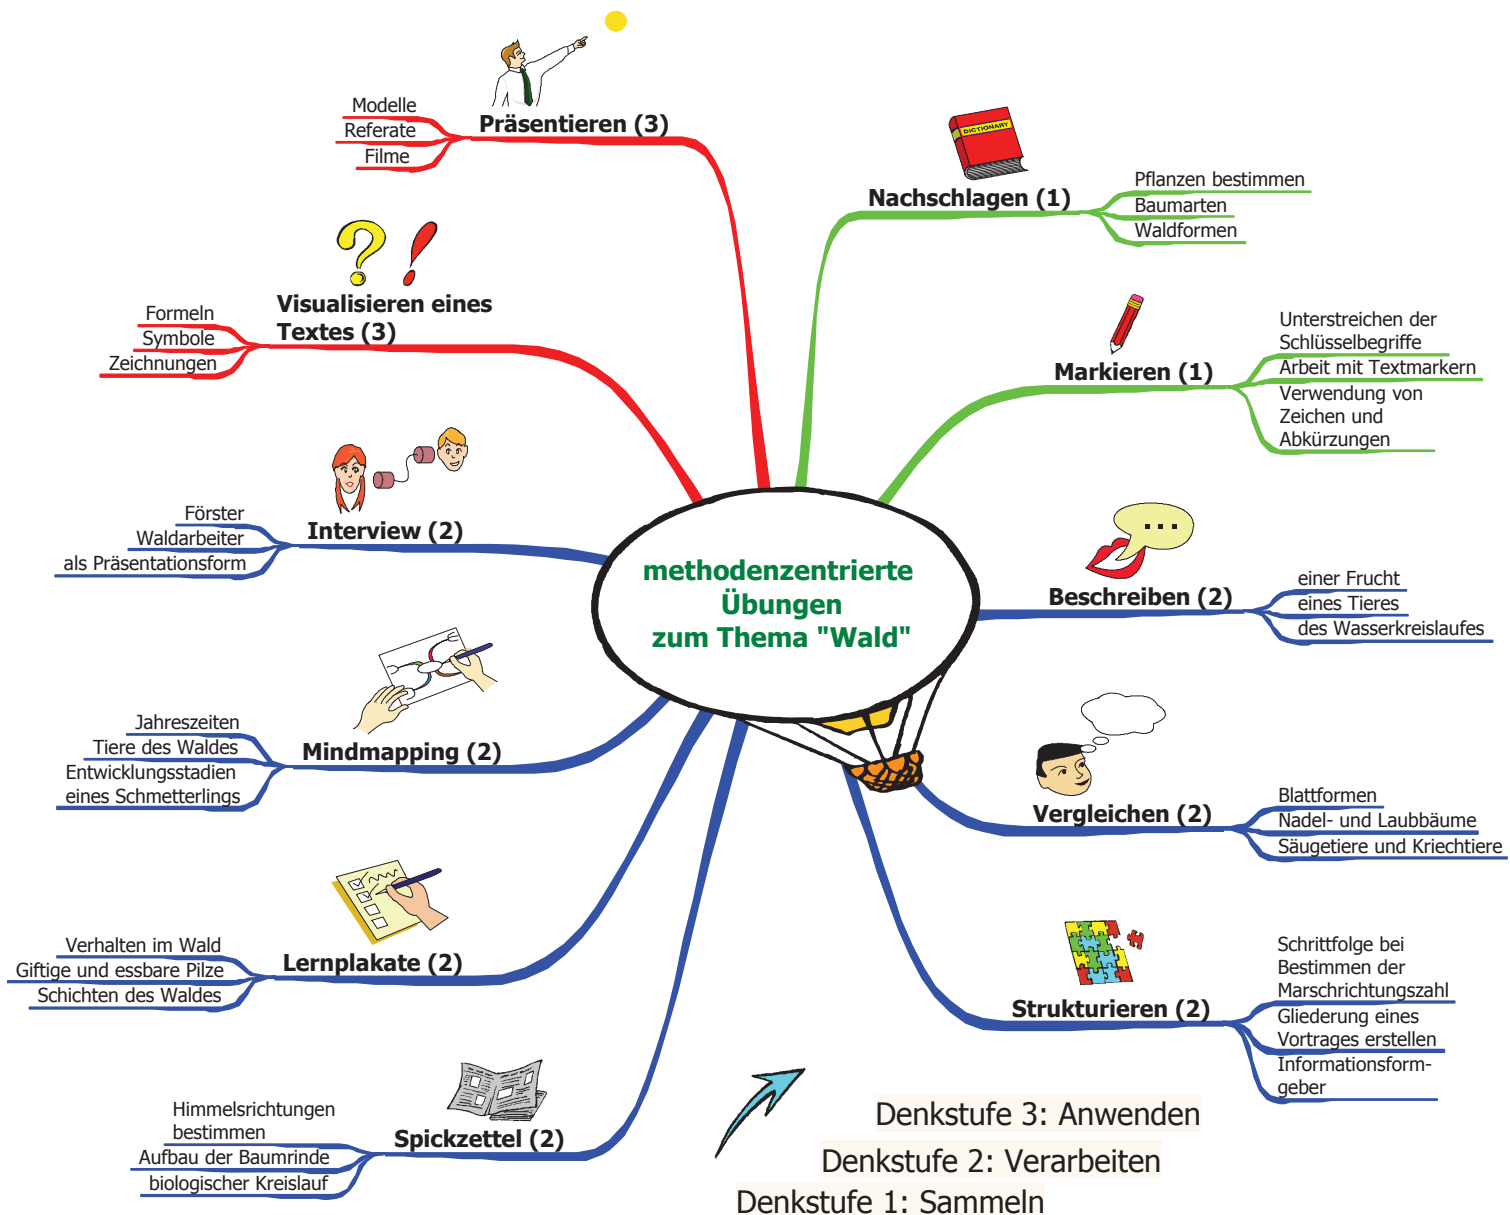 methodenzentrierte
Übungen
zum Thema "Wald"
DICTIONARY
Nachschlagen (1)
Pflanzen bestimmen
Baumarten
Waldformen
Markieren (1)
Unterstreichen der
Schlüsselbegriffe
Arbeit mit Textmarkern
Verwendung von
Zeichen und
Abkürzungen
Beschreiben (2)
einer Frucht
eines Tieres
des Wasserkreislaufes
Vergleichen (2)
Blattformen
Nadel- und Laubbäume
Säugetiere und Kriechtiere
Strukturieren (2)
Schrittfolge bei
Bestimmen der
Marschrichtungszahl
Gliederung eines
Vortrages erstellen
Informationsform-
geber
Spickzettel (2)
Himmelsrichtungen
bestimmen
Aufbau der Baumrinde
biologischer Kreislauf
Lernplakate (2)
Verhalten im Wald
Giftige und essbare Pilze
Schichten des Waldes
Mindmapping (2)
Jahreszeiten
Tiere des Waldes
Entwicklungsstadien
eines Schmetterlings
Interview (2)
Förster
Waldarbeiter
als Präsentationsform
Visualisieren eines
Textes (3)
Formeln
Symbole
Zeichnungen
Präsentieren (3)
Modelle
Referate
Filme
Denkstufe 3: Anwenden
Denkstufe 2: Verarbeiten
Denkstufe 1: Sammeln